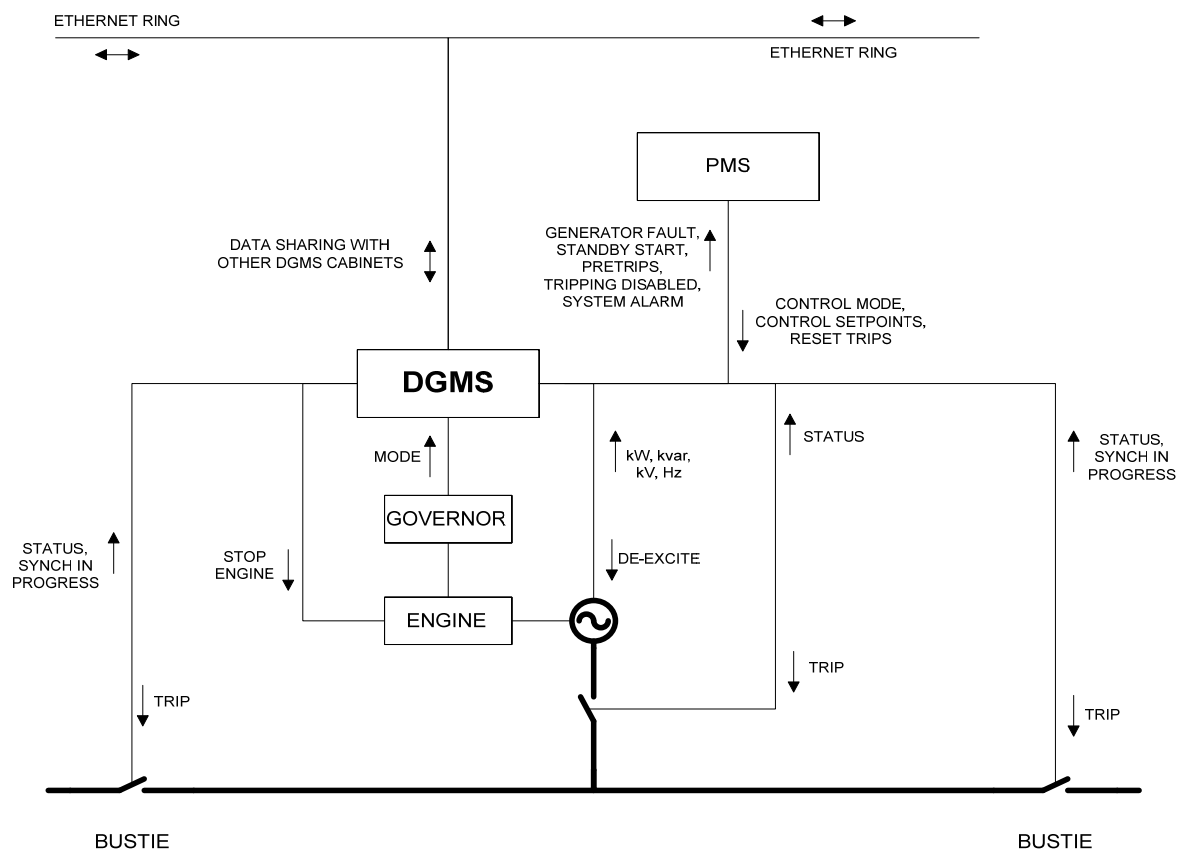 ETHERNET RING
ETHERNET RING
PMS
DATA SHARING WITH
OTHER DGMS CABINETS
GENERATOR FAULT,
STANDBY START,
PRETRIPS,
TRIPPING DISABLED,
SYSTEM ALARM
CONTROL MODE,
CONTROL SETPOINTS,
RESET TRIPS
DGMS
MODE
kW, kvar,
kV, Hz
STATUS
STATUS,
SYNCH IN
PROGRESS
GOVERNOR
STATUS,
SYNCH IN
PROGRESS
STOP
ENGINE
DE-EXCITE
ENGINE
TRIP
TRIP
TRIP
BUSTIE
BUSTIE